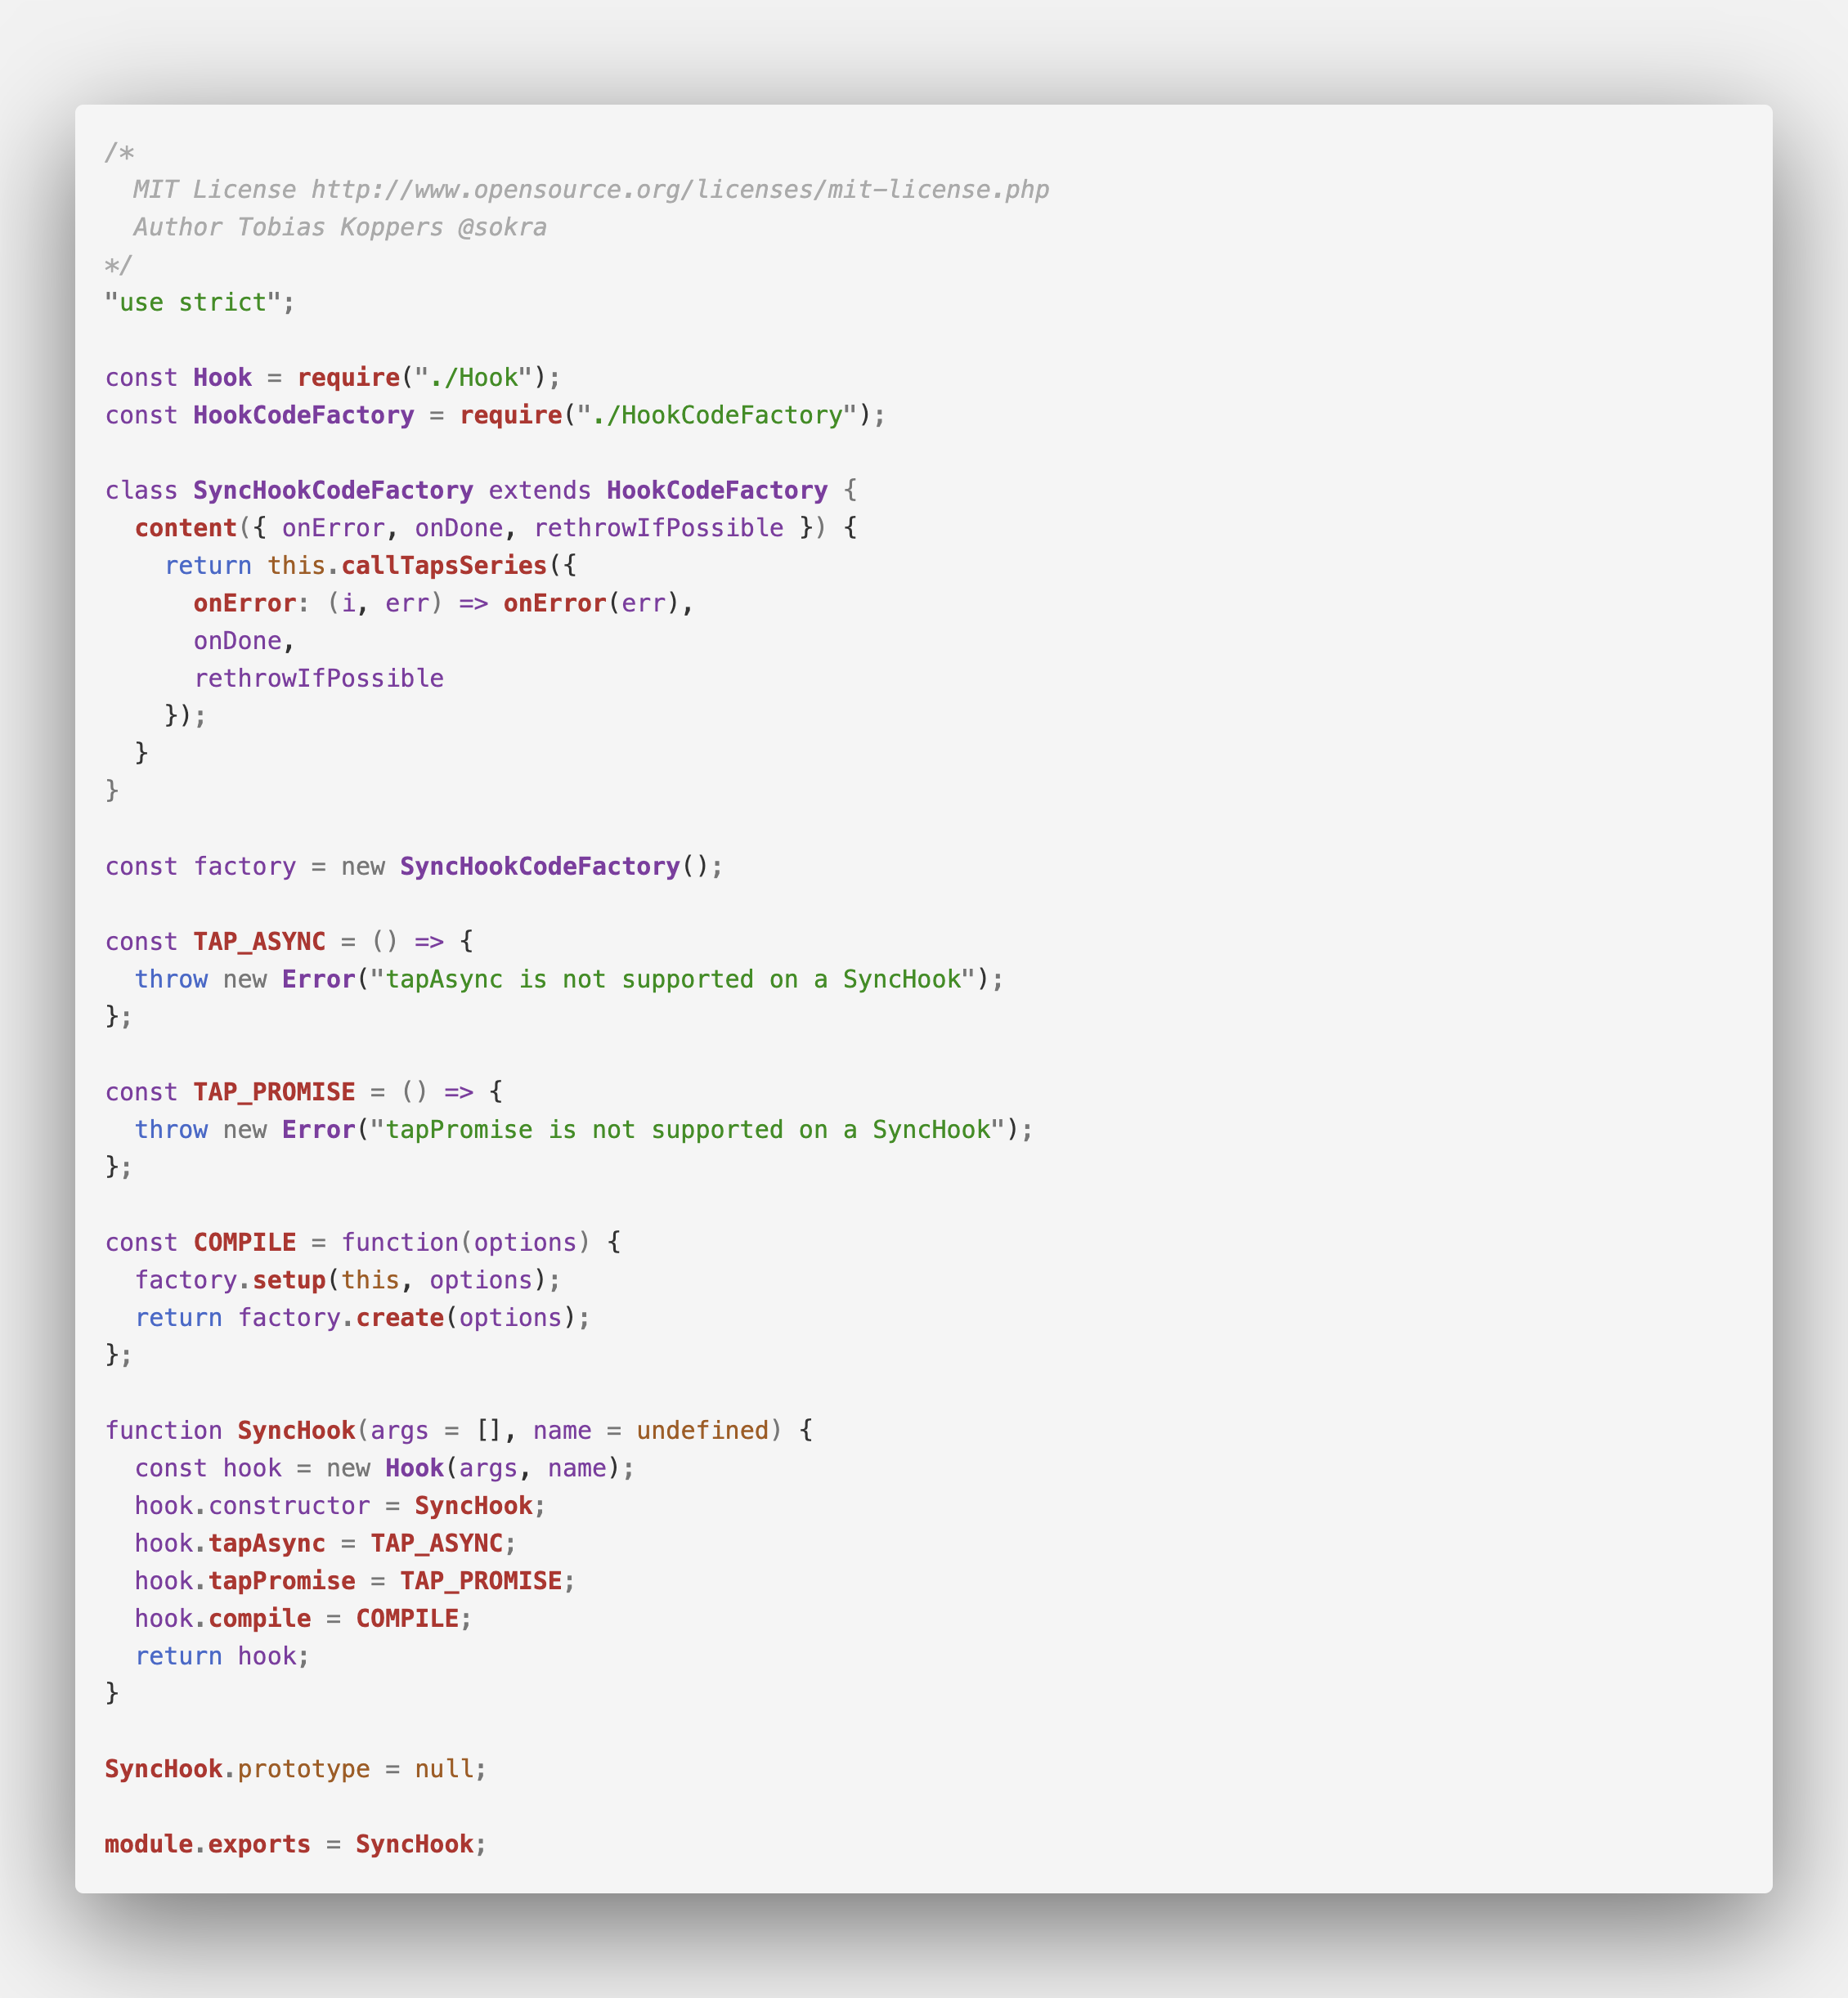 /*
  MIT License http://www.opensource.org/licenses/mit-license.php
  Author Tobias Koppers @sokra
*/
"use strict";

const Hook = require("./Hook");
const HookCodeFactory = require("./HookCodeFactory");

class SyncHookCodeFactory extends HookCodeFactory {
  content({ onError, onDone, rethrowIfPossible }) {
    return this.callTapsSeries({
      onError: (i, err) => onError(err),
      onDone,
      rethrowIfPossible
    });
  }
}

const factory = new SyncHookCodeFactory();

const TAP_ASYNC = () => {
  throw new Error("tapAsync is not supported on a SyncHook");
};

const TAP_PROMISE = () => {
  throw new Error("tapPromise is not supported on a SyncHook");
};

const COMPILE = function(options) {
  factory.setup(this, options);
  return factory.create(options);
};

function SyncHook(args = [], name = undefined) {
  const hook = new Hook(args, name);
  hook.constructor = SyncHook;
  hook.tapAsync = TAP_ASYNC;
  hook.tapPromise = TAP_PROMISE;
  hook.compile = COMPILE;
  return hook;
}

SyncHook.prototype = null;

module.exports = SyncHook;